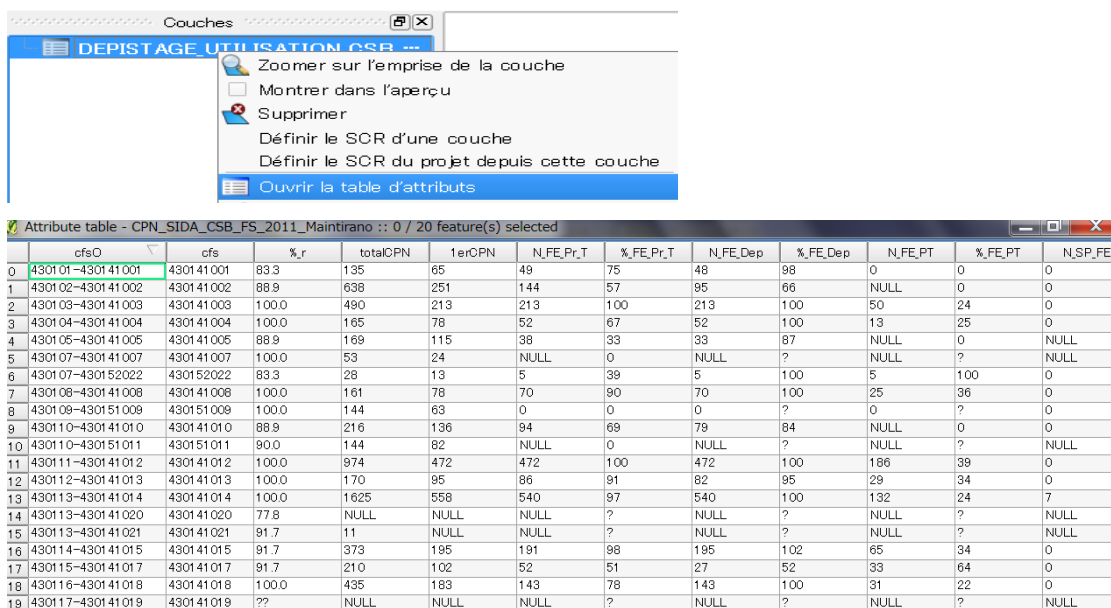 Couches
DEPISTAGE_UTILISATION_CSB_...
Zoomer sur l'emprise de la couche
Montrer dans l'aperçu
Supprimer
Définir le SCR d'une couche
Définir le SCR du projet depuis cette couche
Ouvrir la table d'attributs
Attribute table - CPN_SIDA_CSB_FS_2011_Maintirano :: 0 / 20 feature(s) selected
cfsO cfs %_r totalCPN 1erCPN N_FE_Pr_T %_FE_Pr_T N_FE_Dep %_FE_Dep N_FE_PT %_FE_PT N_SP_FE
0 430101-430141001 430141001 83.3 135 65 49 75 48 98 0 0 0
1 430102-430141002 430141002 88.9 638 251 144 57 95 66 NULL 0 0
2 430103-430141003 430141003 100.0 490 213 213 100 213 100 50 24 0
3 430104-430141004 430141004 100.0 165 78 52 67 52 100 13 25 0
4 430105-430141005 430141005 88.9 169 115 38 33 33 87 NULL 0 NULL
5 430107-430141007 430141007 100.0 53 24 NULL 0 NULL ? NULL ? NULL
6 430107-430152022 430152022 83.3 28 13 5 39 5 100 5 100 0
7 430108-430141008 430141008 100.0 161 78 70 90 70 100 25 36 0
8 430109-430151009 430151009 100.0 144 63 0 0 0 ? 0 ? 0
9 430110-430141010 430141010 88.9 216 136 94 69 79 84 NULL 0 0
10 430110-430151011 430151011 90.0 144 82 NULL 0 NULL ? NULL ? NULL
11 430111-430141012 430141012 100.0 974 472 472 100 472 100 186 39 0
12 430112-430141013 430141013 100.0 170 95 86 91 82 95 29 34 0
13 430113-430141014 430141014 100.0 1625 558 540 97 540 100 132 24 7
14 430113-430141020 430141020 77.8 NULL NULL NULL ? NULL ? NULL ? NULL
15 430113-430141021 430141021 91.7 11 NULL NULL ? NULL ? NULL ? NULL
16 430114-430141015 430141015 91.7 373 195 191 98 195 102 65 34 0
17 430115-430141017 430141017 91.7 210 102 52 51 27 52 33 64 0
18 430116-430141018 430141018 100.0 435 183 143 78 143 100 31 22 0
19 430117-430141019 430141019 ?? NULL NULL NULL ? NULL ? NULL ? NULL